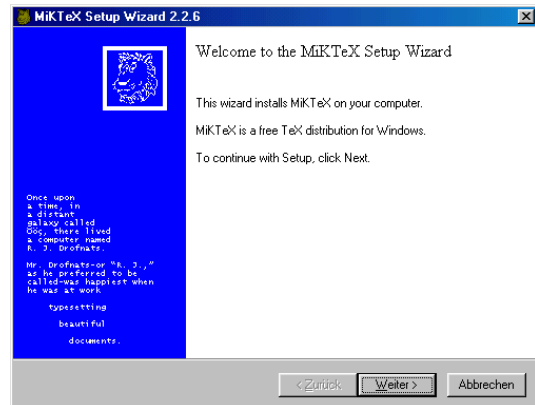 MiKTeX Setup Wizard 2.2.6
Welcome to the MiKTeX Setup Wizard
This wizard installs MiKTeX on your computer.
MiKTeX is a free TeX distribution for Windows.
To continue with Setup, click Next.
Once upon
a time, in
a distant
galaxy called
Ööç, there lived
a computer named
R. J. Drofnats.
Mr. Drofnats-or "R. J.,"
as he preferred to be
called-was happiest when
he was at work
typesetting
beautiful
documents.
< Zurück
Weiter >
Abbrechen